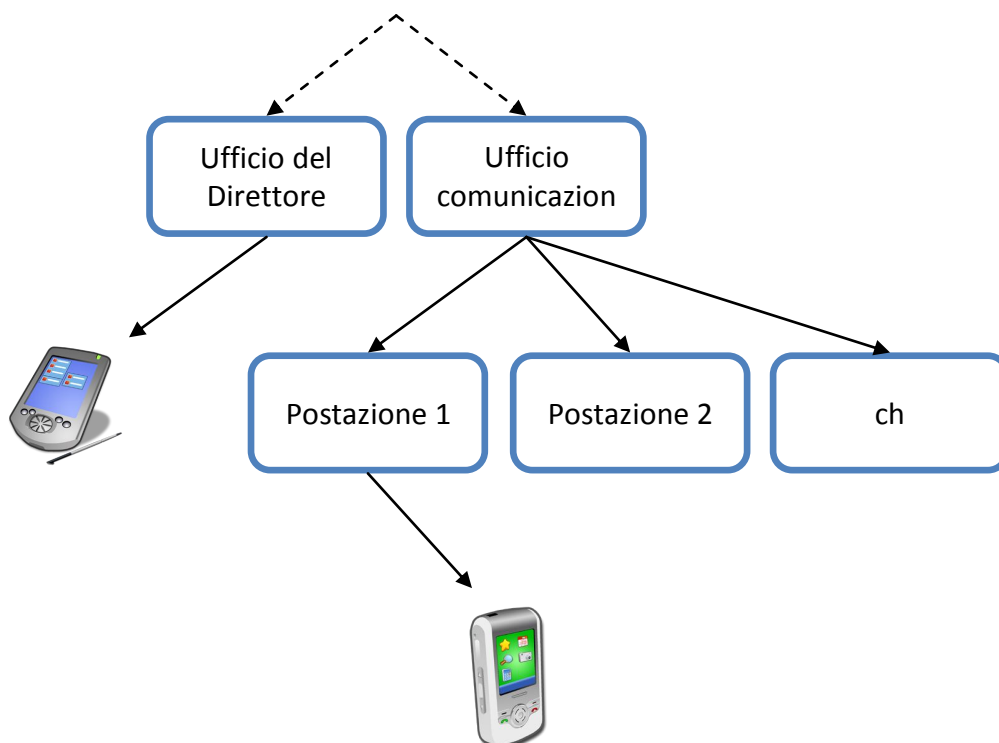 Ufficio del
Direttore
Ufficio
comunicazion
Postazione 1
Postazione 2
ch